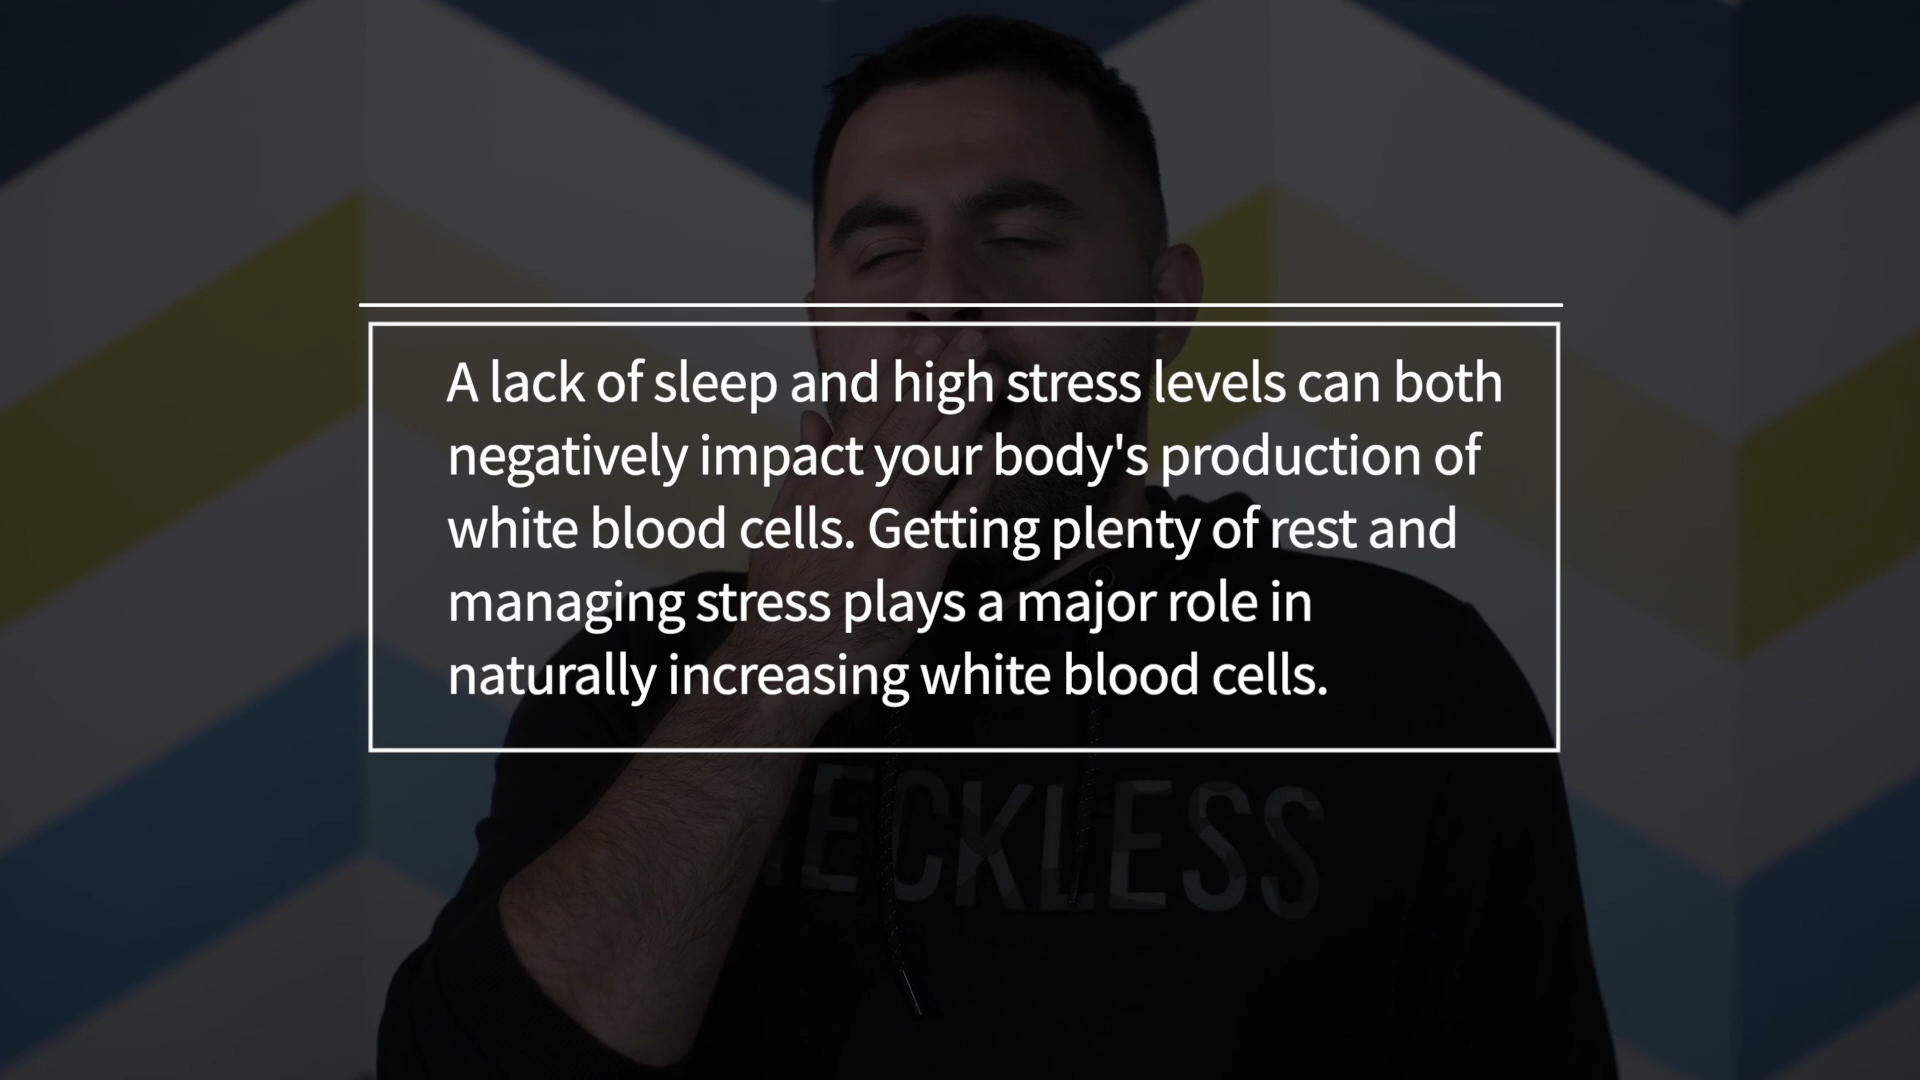 A lack of sleep and high stress levels can both
negatively impact your body's production of
white blood cells. Getting plenty of rest and
managing stress plays a major role in
naturally increasing white blood cells.
ECKLESS